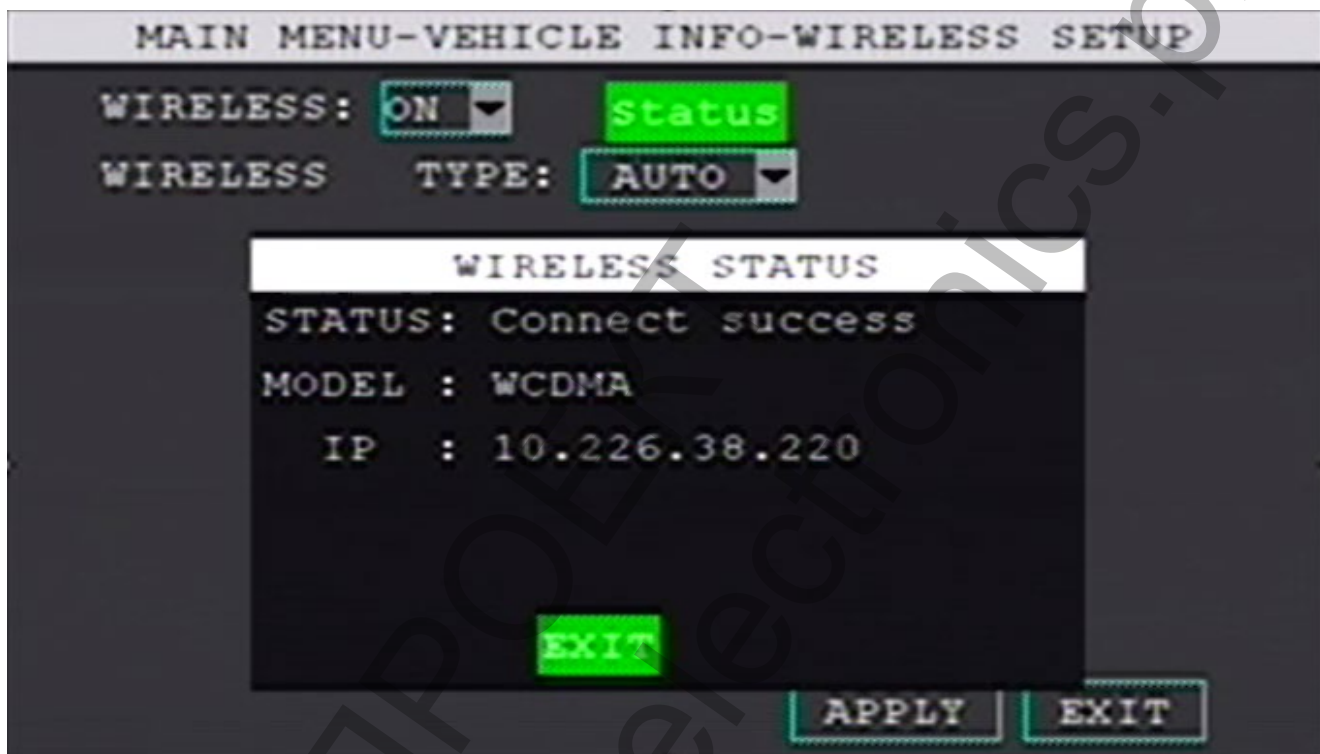 MAIN MENU-VEHICLE INFO-WIRELESS SETUP
WIRELESS: ON Status
WIRELESS TYPE: AUTO
WIRELESS STATUS
STATUS: Connect success
MODEL : WCDMA
IP : 10.226.38.220
EXIT
APPLY EXIT